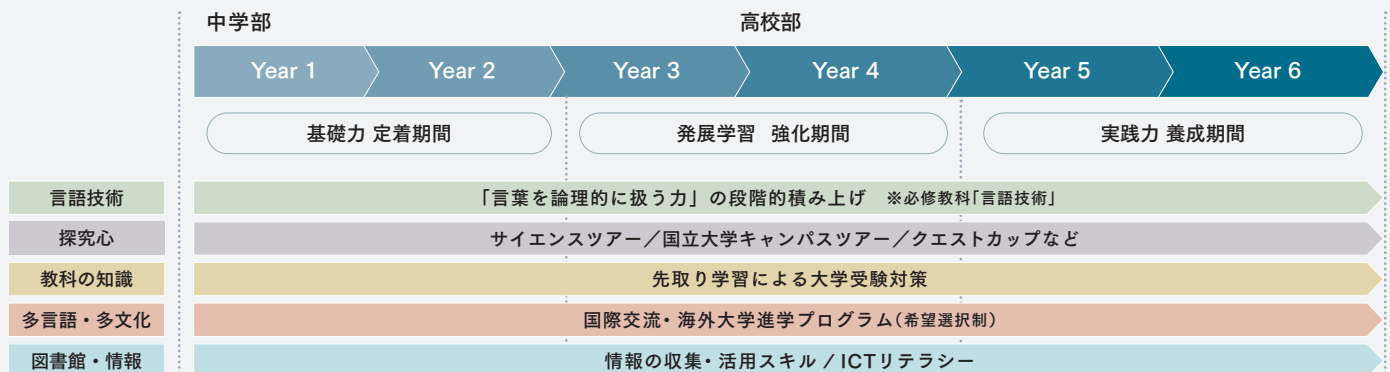 中学部 高校部
Year 1 Year 2 Year 3 Year 4 Year 5 Year 6
基礎力 定着期間 発展学習 強化期間 実践力 養成期間
言語技術 「言葉を論理的に扱う力」の段階的積み上げ ※必修教科「言語技術」
探究心 サイエンスツアー／国立大学キャンパスツアー／クエストカップなど
教科の知識 先取り学習による大学受験対策
多言語・多文化 国際交流・海外大学進学プログラム（希望選択制）
図書館・情報 情報の収集・活用スキル / ICTリテラシー